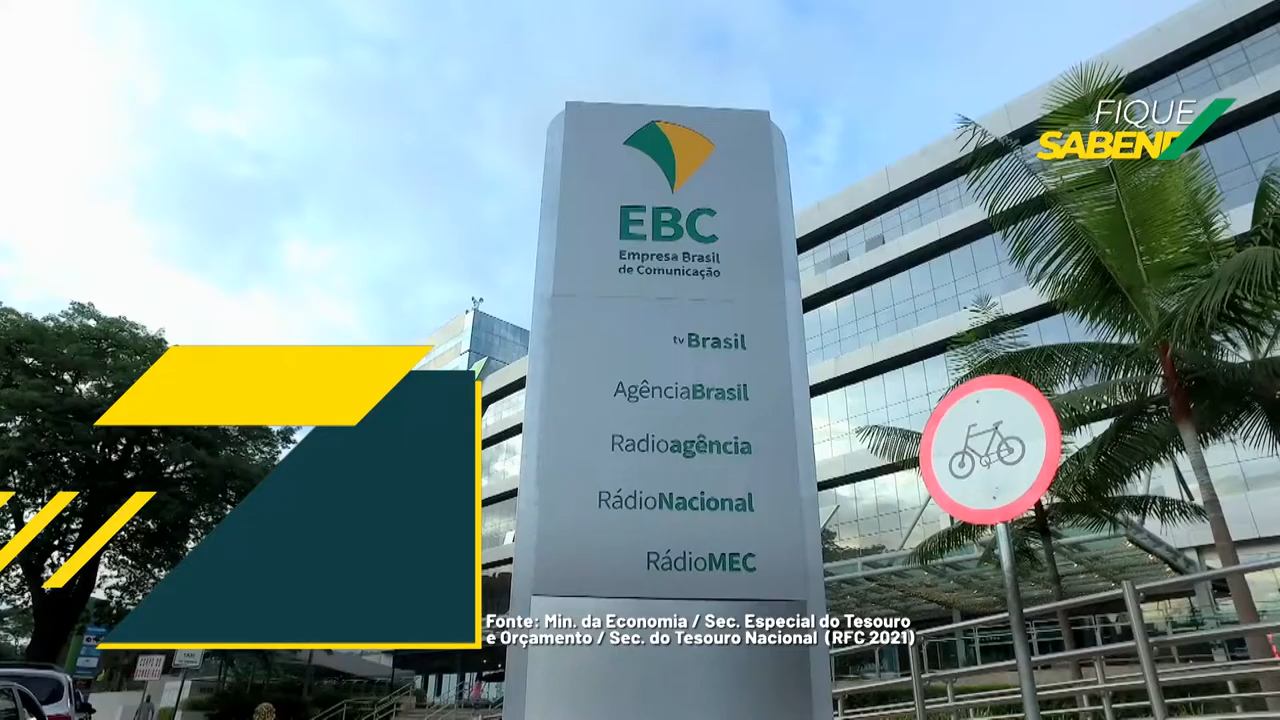 FIQUE
SABEND
EBC
Empresa Brasil
de Comunicação
tv Brasil
AgênciaBrasil
Radioagência
RádioNacional
RádioMEC
Fonte: Min. da Economia / Sec. Especial do Tesouro
e Orçamento / Sec. do Tesouro Nacional (RFC 2021)
TAXI